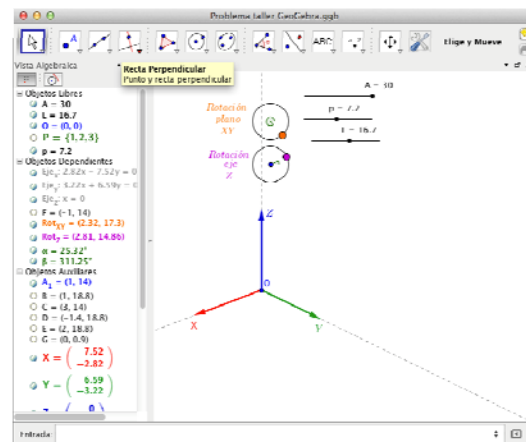 Problema taller GeoGebra.ggb
ABC
Elige y Mueve
Vista Algebraica
Recta Perpendicular
Punto y recta perpendicular
Objetos Libres
A = 30
L = 16.7
O = (0, 0)
P = {1,2,3}
p = 7.2
Objetos Dependientes
Eje_x: 2.82x + 7.52y = 0
Eje_y: 3.22x + 6.59y = 0
Eje_z: x = 0
F = (-1, 14)
Rot_XY = (2.32, 17.3)
Rot_Z = (2.81, 14.86)
α = 25.32°
β = 311.25°
Objetos Auxiliares
A_1 = (1, 14)
B = (1, 18.8)
C = (3, 14)
D = (-1.4, 18.8)
E = (2, 18.8)
G = (0, 0.9)
X = ( 7.52
-2.82 )
Y = ( 6.59
-3.22 )
A = 30
p = 7.2
L = 16.7
Rotación
plano
XY
Rotación
eje
Z
Z
O
X
Y
Entrada: